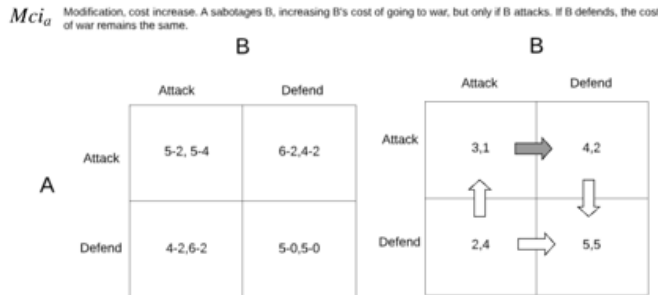 Mci_a Modification, cost increase. A sabotages B, increasing B's cost of going to war, but only if B attacks. If B defends, the cost
of war remains the same.
B B
Attack Defend Attack Defend
Attack 5-2, 5-4 6-2,4-2 Attack 3,1 4,2
A
Defend 4-2,6-2 5-0,5-0 Defend 2,4 5,5